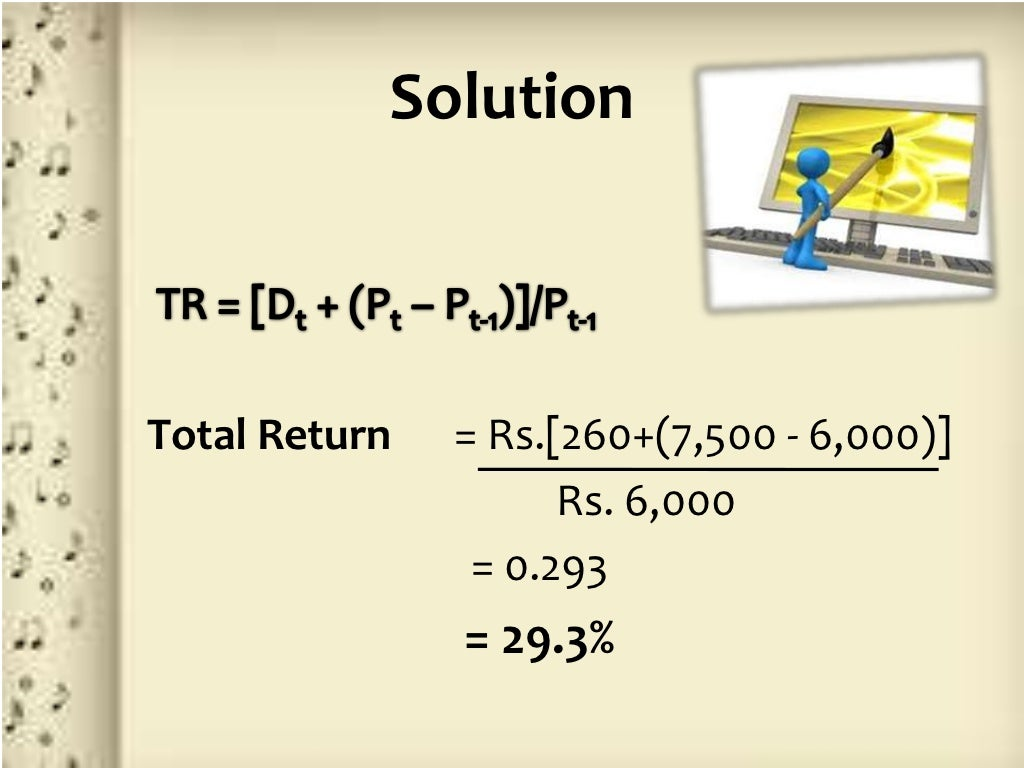 Solution
TR = [Dt + (Pt – Pt-1)]/Pt-1
Total Return = Rs.[260+(7,500 - 6,000)]
Rs. 6,000
= 0.293
= 29.3%